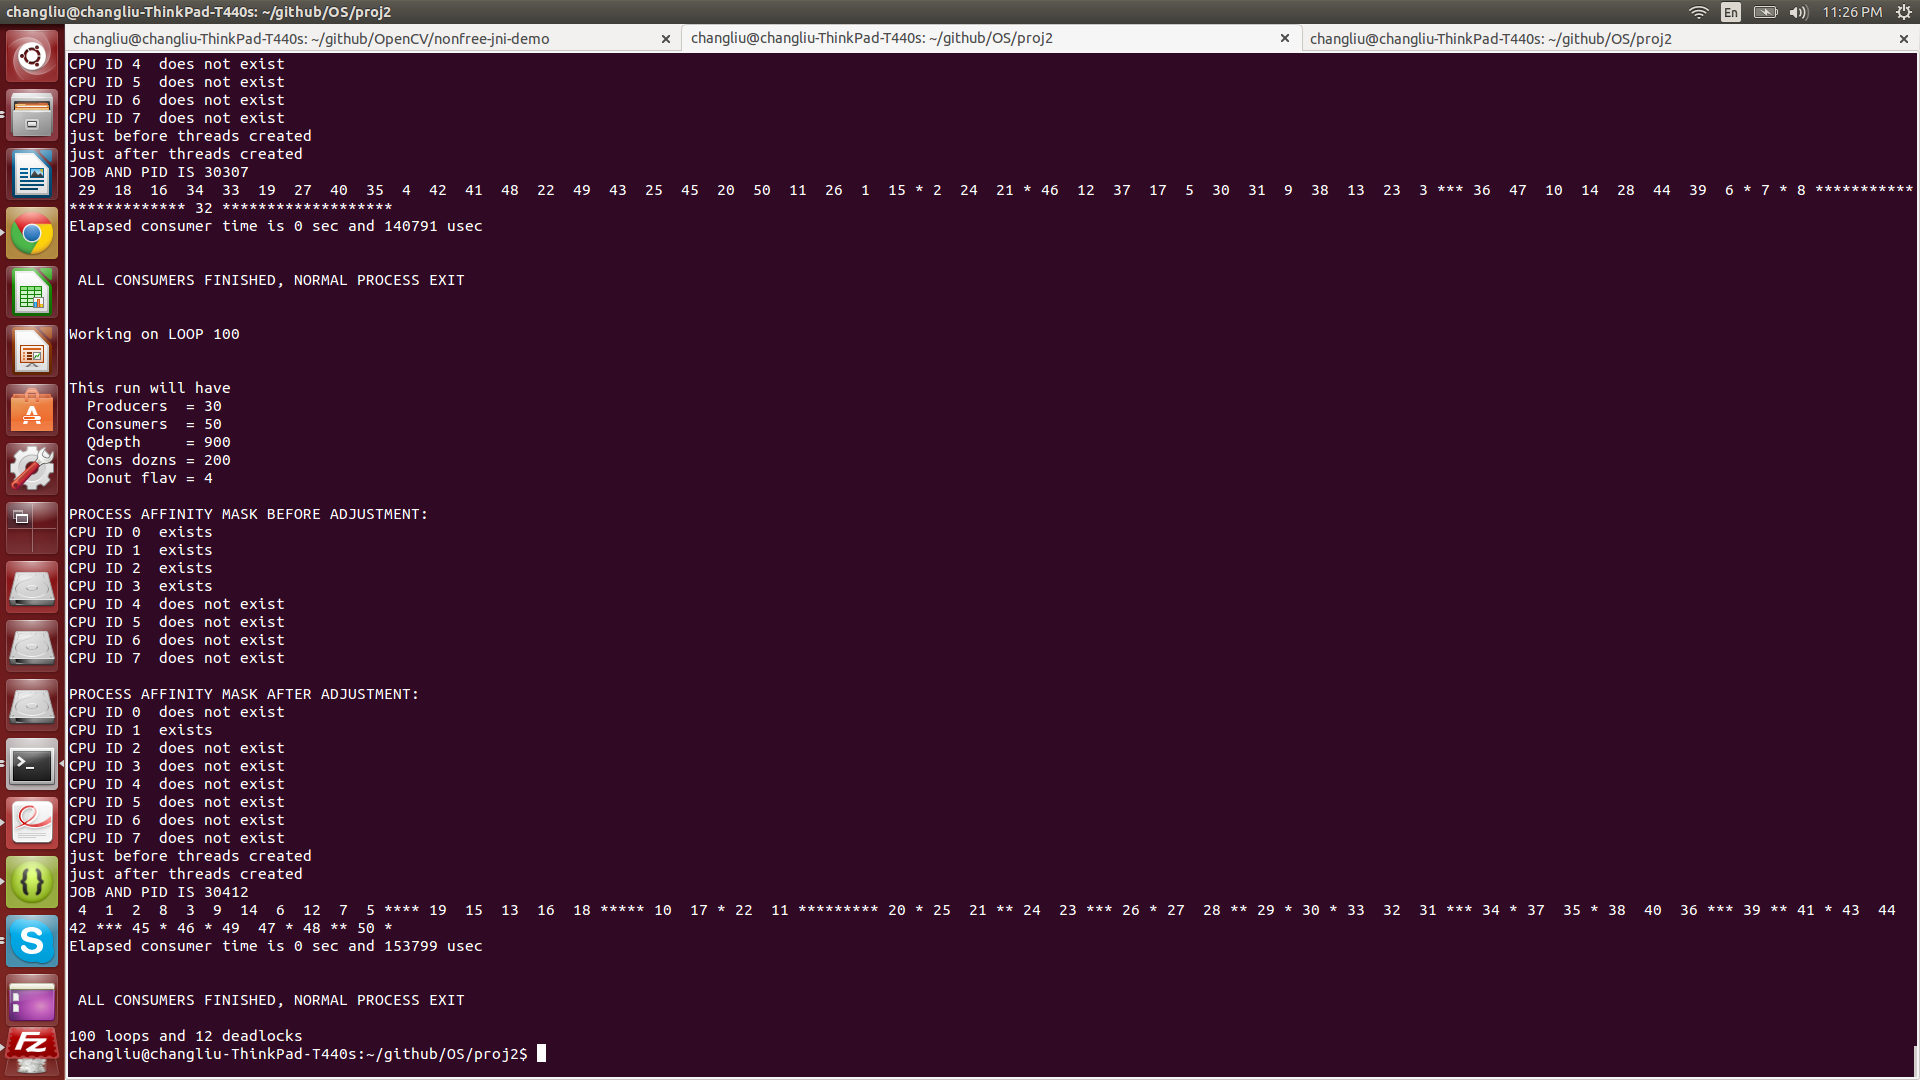 changliu@changliu-ThinkPad-T440s: ~/github/OS/proj2
En
11:26 PM
changliu@changliu-ThinkPad-T440s: ~/github/OpenCV/nonfree-jni-demo
changliu@changliu-ThinkPad-T440s: ~/github/OS/proj2
changliu@changliu-ThinkPad-T440s: ~/github/OS/proj2
CPU ID 4  does not exist
CPU ID 5  does not exist
CPU ID 6  does not exist
CPU ID 7  does not exist
just before threads created
just after threads created
JOB AND PID IS 30307
 29  18  16  34  33  19  27  40  35  4  42  41  48  22  49  43  25  45  20  50  11  26  1  15 * 2  24  21 * 46  12  37  17  5  30  31  9  38  13  23  3 *** 36  47  10  14  28  44  39  6 * 7 * 8 ***********
************* 32 *******************
Elapsed consumer time is 0 sec and 140791 usec
 ALL CONSUMERS FINISHED, NORMAL PROCESS EXIT
Working on LOOP 100
This run will have
  Producers  = 30
  Consumers  = 50
  Qdepth     = 900
  Cons dozns = 200
  Donut flav = 4
PROCESS AFFINITY MASK BEFORE ADJUSTMENT:
CPU ID 0  exists
CPU ID 1  exists
CPU ID 2  exists
CPU ID 3  exists
CPU ID 4  does not exist
CPU ID 5  does not exist
CPU ID 6  does not exist
CPU ID 7  does not exist
PROCESS AFFINITY MASK AFTER ADJUSTMENT:
CPU ID 0  does not exist
CPU ID 1  exists
CPU ID 2  does not exist
CPU ID 3  does not exist
CPU ID 4  does not exist
CPU ID 5  does not exist
CPU ID 6  does not exist
CPU ID 7  does not exist
just before threads created
just after threads created
JOB AND PID IS 30412
 4  1  2  8  3  9  14  6  12  7  5 **** 19  15  13  16  18 ***** 10  17 * 22  11 ********* 20 * 25  21 ** 24  23 *** 26 * 27  28 ** 29 * 30 * 33  32  31 *** 34 * 37  35 * 38  40  36 *** 39 ** 41 * 43  44
42 *** 45 * 46 * 49  47 * 48 ** 50 *
Elapsed consumer time is 0 sec and 153799 usec
 ALL CONSUMERS FINISHED, NORMAL PROCESS EXIT
100 loops and 12 deadlocks
changliu@changliu-ThinkPad-T440s:~/github/OS/proj2$